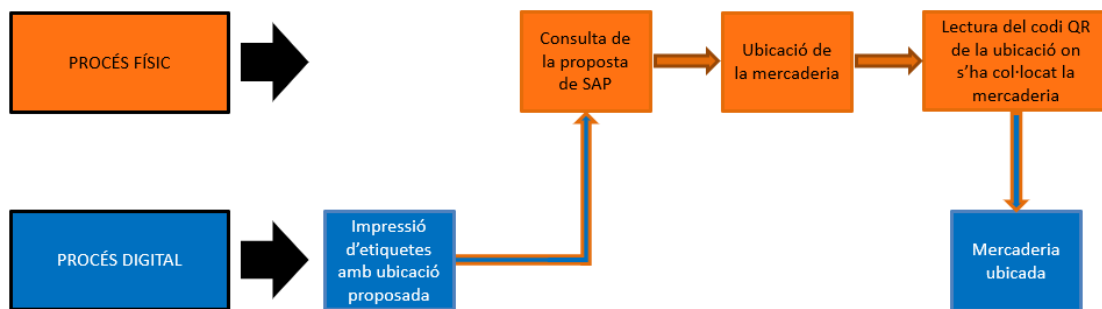 PROCÉS FÍSIC
Consulta de
la proposta
de SAP
Ubicació de
la mercaderia
Lectura del codi QR
de la ubicació on
s'ha col·locat la
mercaderia
PROCÉS DIGITAL
Impressió
d'etiquetes
amb ubicació
proposada
Mercaderia
ubicada